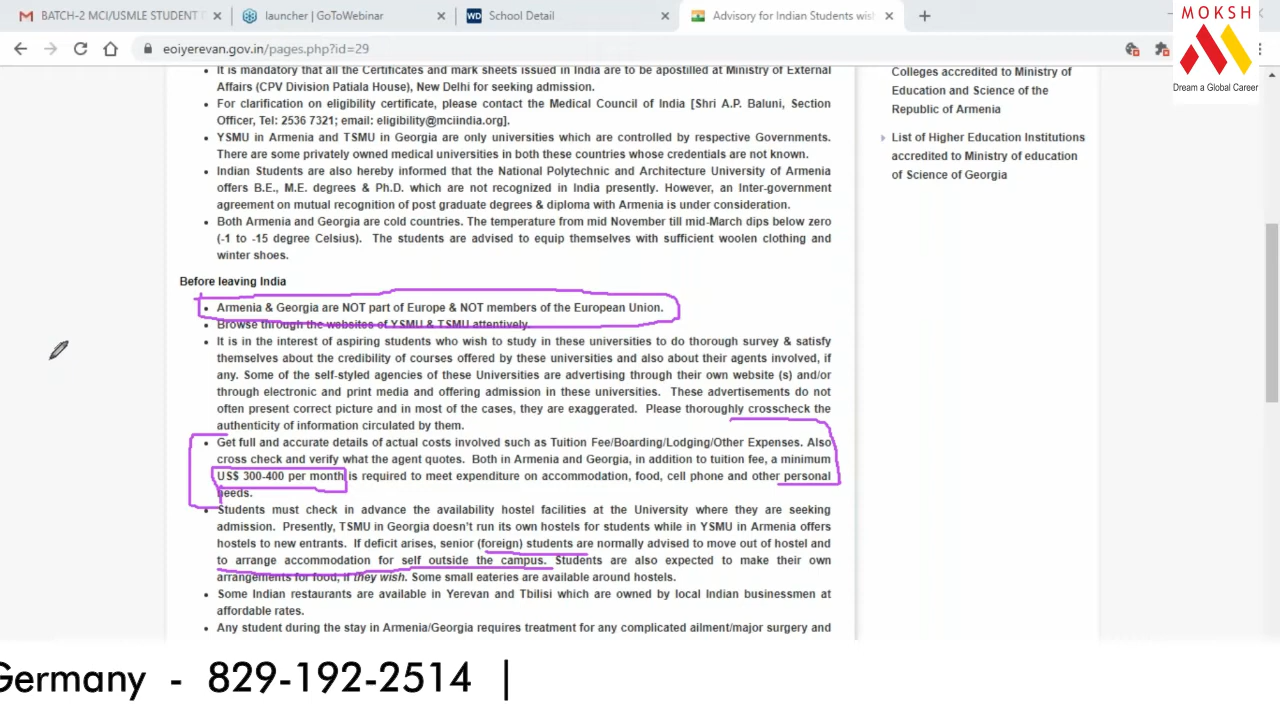 BATCH-2 MCI/USMLE STUDENT
launcher | GoToWebinar
WD School Detail
Advisory for Indian Students wis
MOKSH
Dream a Global Career
eoiyerevan.gov.in/pages.php?id=29
It is mandatory that all the Certificates and mark sheets issued in India are to be apostilled at Ministry of External
Affairs (CPV Division Patiala House), New Delhi for seeking admission.
For clarification on eligibility certificate, please contact the Medical Council of India [Shri A.P. Baluni, Section
Officer, Tel: 2536 7321; email: eligibility@mciindia.org].
YSMU in Armenia and TSMU in Georgia are only universities which are controlled by respective Governments.
There are some privately owned medical universities in both these countries whose credentials are not known.
Indian Students are also hereby informed that the National Polytechnic and Architecture University of Armenia
offers B.E., M.E. degrees & Ph.D. which are not recognized in India presently. However, an Inter-government
agreement on mutual recognition of post graduate degrees & diploma with Armenia is under consideration.
Both Armenia and Georgia are cold countries. The temperature from mid November till mid-March dips below zero
(-1 to -15 degree Celsius). The students are advised to equip themselves with sufficient woolen clothing and
winter shoes.
Before leaving India
Armenia & Georgia are NOT part of Europe & NOT members of the European Union.
Browse through the websites of YSMU & TSMU attentively.
It is in the interest of aspiring students who wish to study in these universities to do thorough survey & satisfy
themselves about the credibility of courses offered by these universities and also about their agents involved, if
any. Some of the self-styled agencies of these Universities are advertising through their own website (s) and/or
through electronic and print media and offering admission in these universities. These advertisements do not
often present correct picture and in most of the cases, they are exaggerated. Please thoroughly crosscheck the
authenticity of information circulated by them.
Get full and accurate details of actual costs involved such as Tuition Fee/Boarding/Lodging/Other Expenses. Also
cross check and verify what the agent quotes. Both in Armenia and Georgia, in addition to tuition fee, a minimum
US$ 300-400 per month is required to meet expenditure on accommodation, food, cell phone and other personal
needs.
Students must check in advance the availability hostel facilities at the University where they are seeking
admission. Presently, TSMU in Georgia doesn't run its own hostels for students while in YSMU in Armenia offers
hostels to new entrants. If deficit arises, senior (foreign) students are normally advised to move out of hostel and
to arrange accommodation for self outside the campus. Students are also expected to make their own
arrangements for food, if they wish. Some small eateries are available around hostels.
Some Indian restaurants are available in Yerevan and Tbilisi which are owned by local Indian businessmen at
affordable rates.
Any student during the stay in Armenia/Georgia requires treatment for any complicated ailment/major surgery and
Colleges accredited to Ministry of
Education and Science of the
Republic of Armenia
List of Higher Education Institutions
accredited to Ministry of education
of Science of Georgia
Germany - 829-192-2514 |